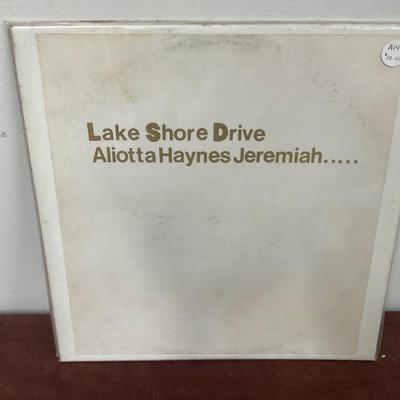 Lake Shore Drive
Aliotta Haynes Jeremiah.....